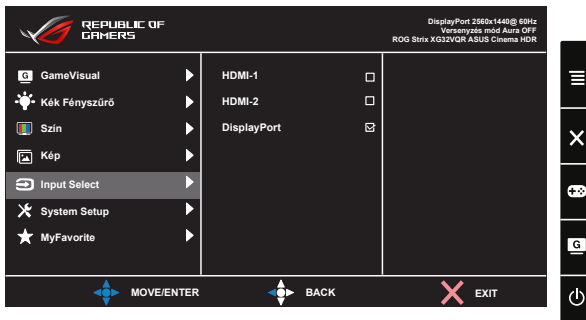 REPUBLIC OF
GAMERS
DisplayPort 2560x1440@ 60Hz
Versenyzés mód Aura OFF
ROG Strix XG32VQR ASUS Cinema HDR
G GameVisual
Kék Fényszűrő
Szín
Kép
Input Select
System Setup
MyFavorite
HDMI-1
HDMI-2
DisplayPort
MOVE/ENTER
BACK
EXIT
G